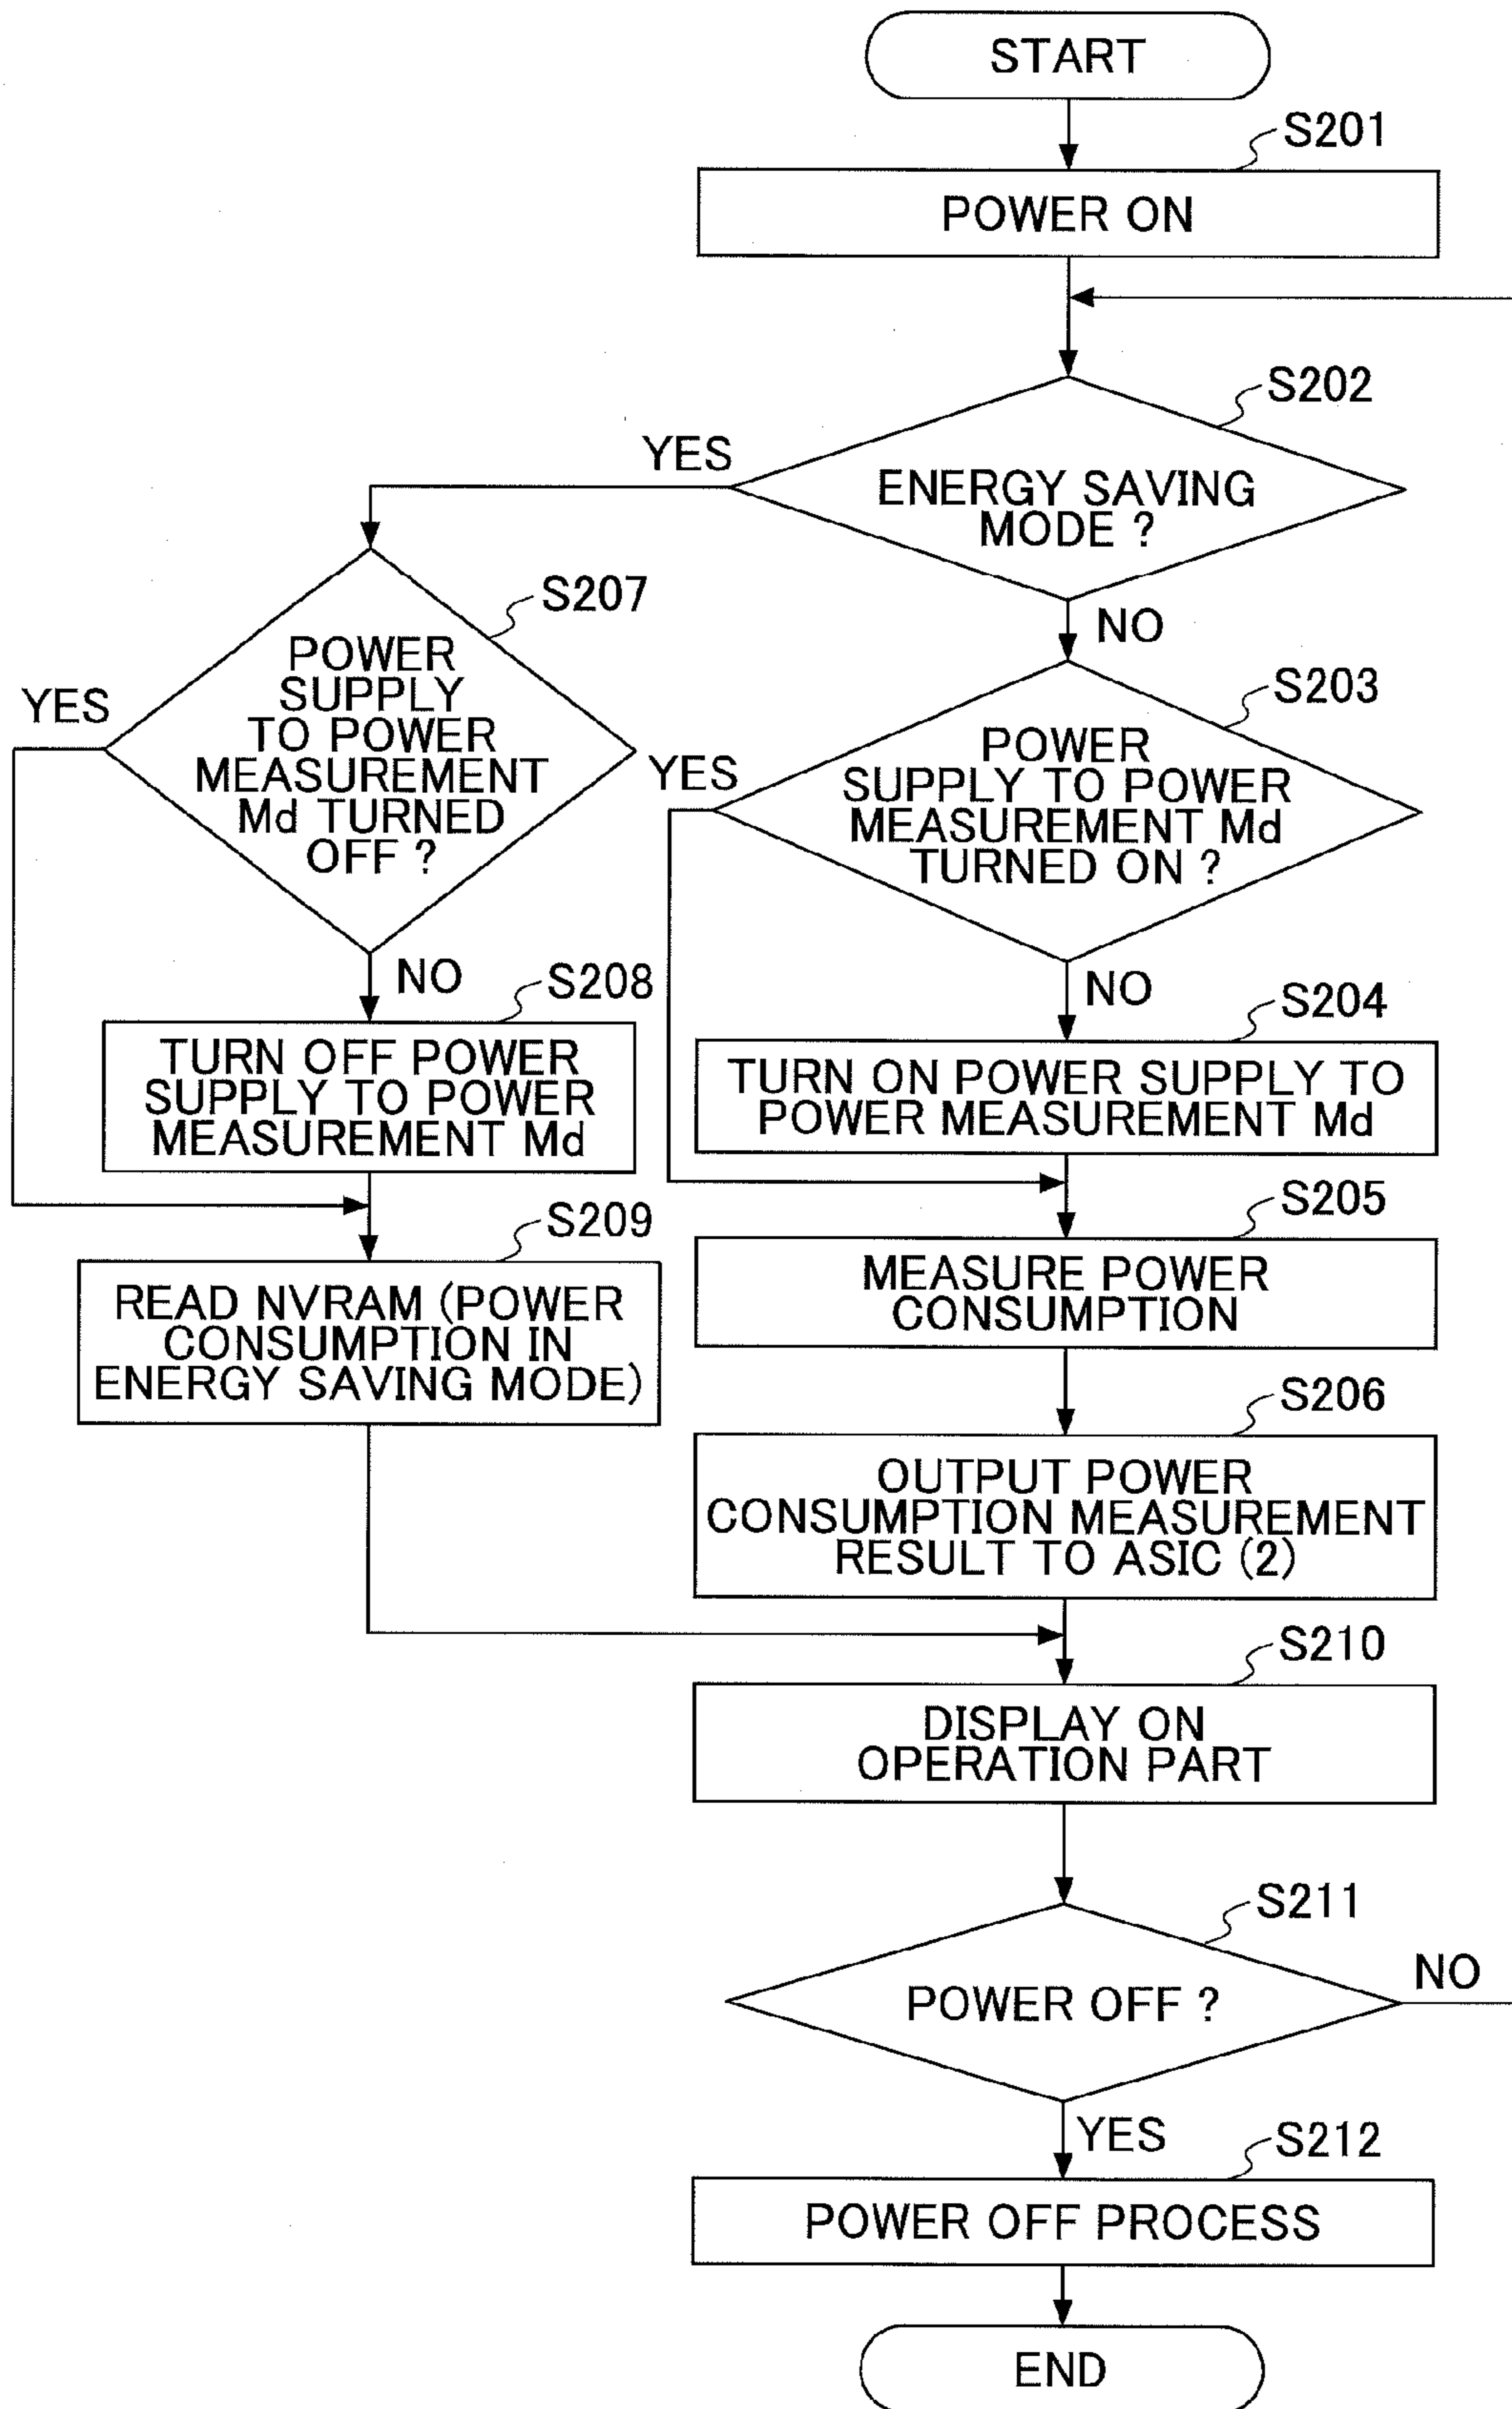 START
S201
POWER ON
S202
YES
ENERGY SAVING
MODE ?
NO
S207
POWER
SUPPLY
TO POWER
MEASUREMENT
Md TURNED
OFF ?
YES
NO
S203
POWER
SUPPLY TO POWER
MEASUREMENT Md
TURNED ON ?
YES
NO
S208
TURN OFF POWER
SUPPLY TO POWER
MEASUREMENT Md
S204
TURN ON POWER SUPPLY TO
POWER MEASUREMENT Md
S209
READ NVRAM (POWER
CONSUMPTION IN
ENERGY SAVING MODE)
S205
MEASURE POWER
CONSUMPTION
S206
OUTPUT POWER
CONSUMPTION MEASUREMENT
RESULT TO ASIC (2)
S210
DISPLAY ON
OPERATION PART
S211
POWER OFF ?
NO
YES
S212
POWER OFF PROCESS
END